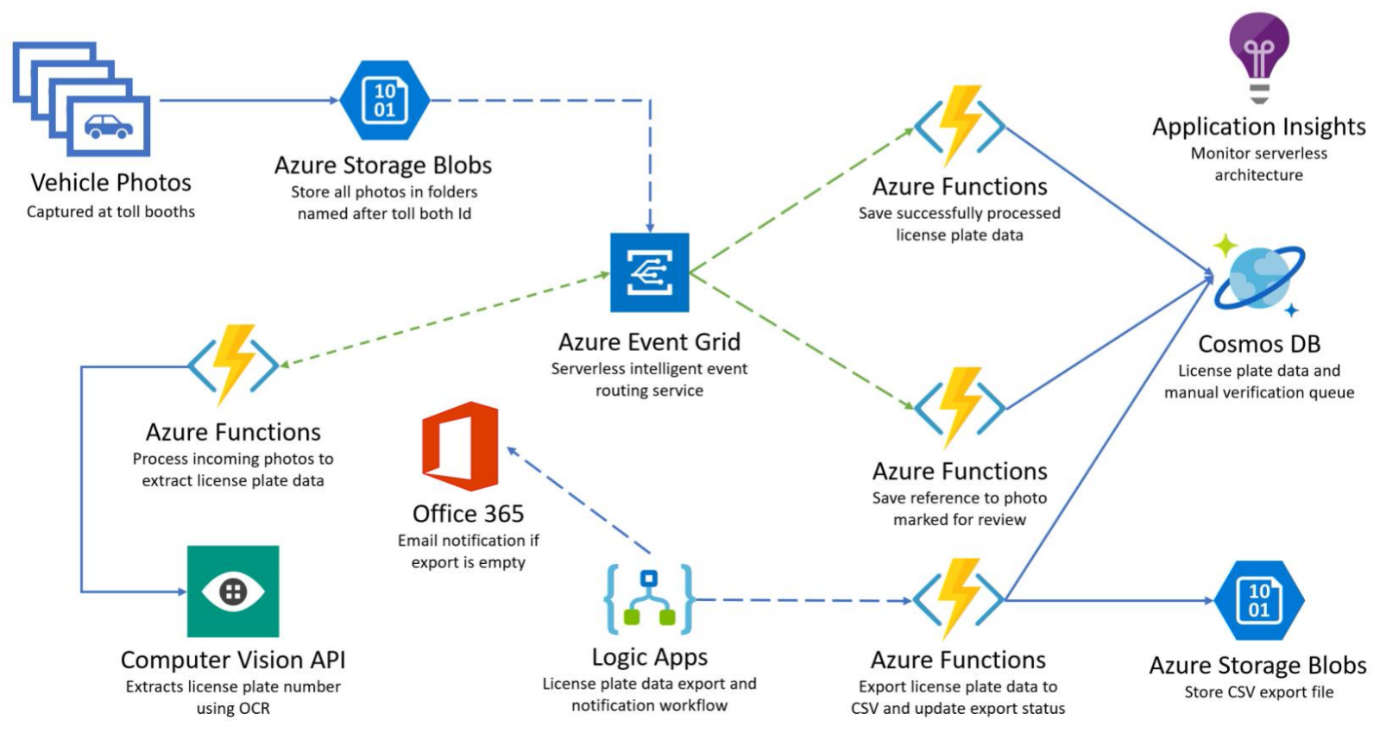 Vehicle Photos
Captured at toll booths
10
01
Azure Storage Blobs
Store all photos in folders
named after toll both Id
Azure Functions
Save successfully processed
license plate data
Application Insights
Monitor serverless
architecture
Azure Event Grid
Serverless intelligent event
routing service
Cosmos DB
License plate data and
manual verification queue
Azure Functions
Process incoming photos to
extract license plate data
Office 365
Email notification if
export is empty
Azure Functions
Save reference to photo
marked for review
Computer Vision API
Extracts license plate number
using OCR
Logic Apps
License plate data export and
notification workflow
Azure Functions
Export license plate data to
CSV and update export status
10
01
Azure Storage Blobs
Store CSV export file